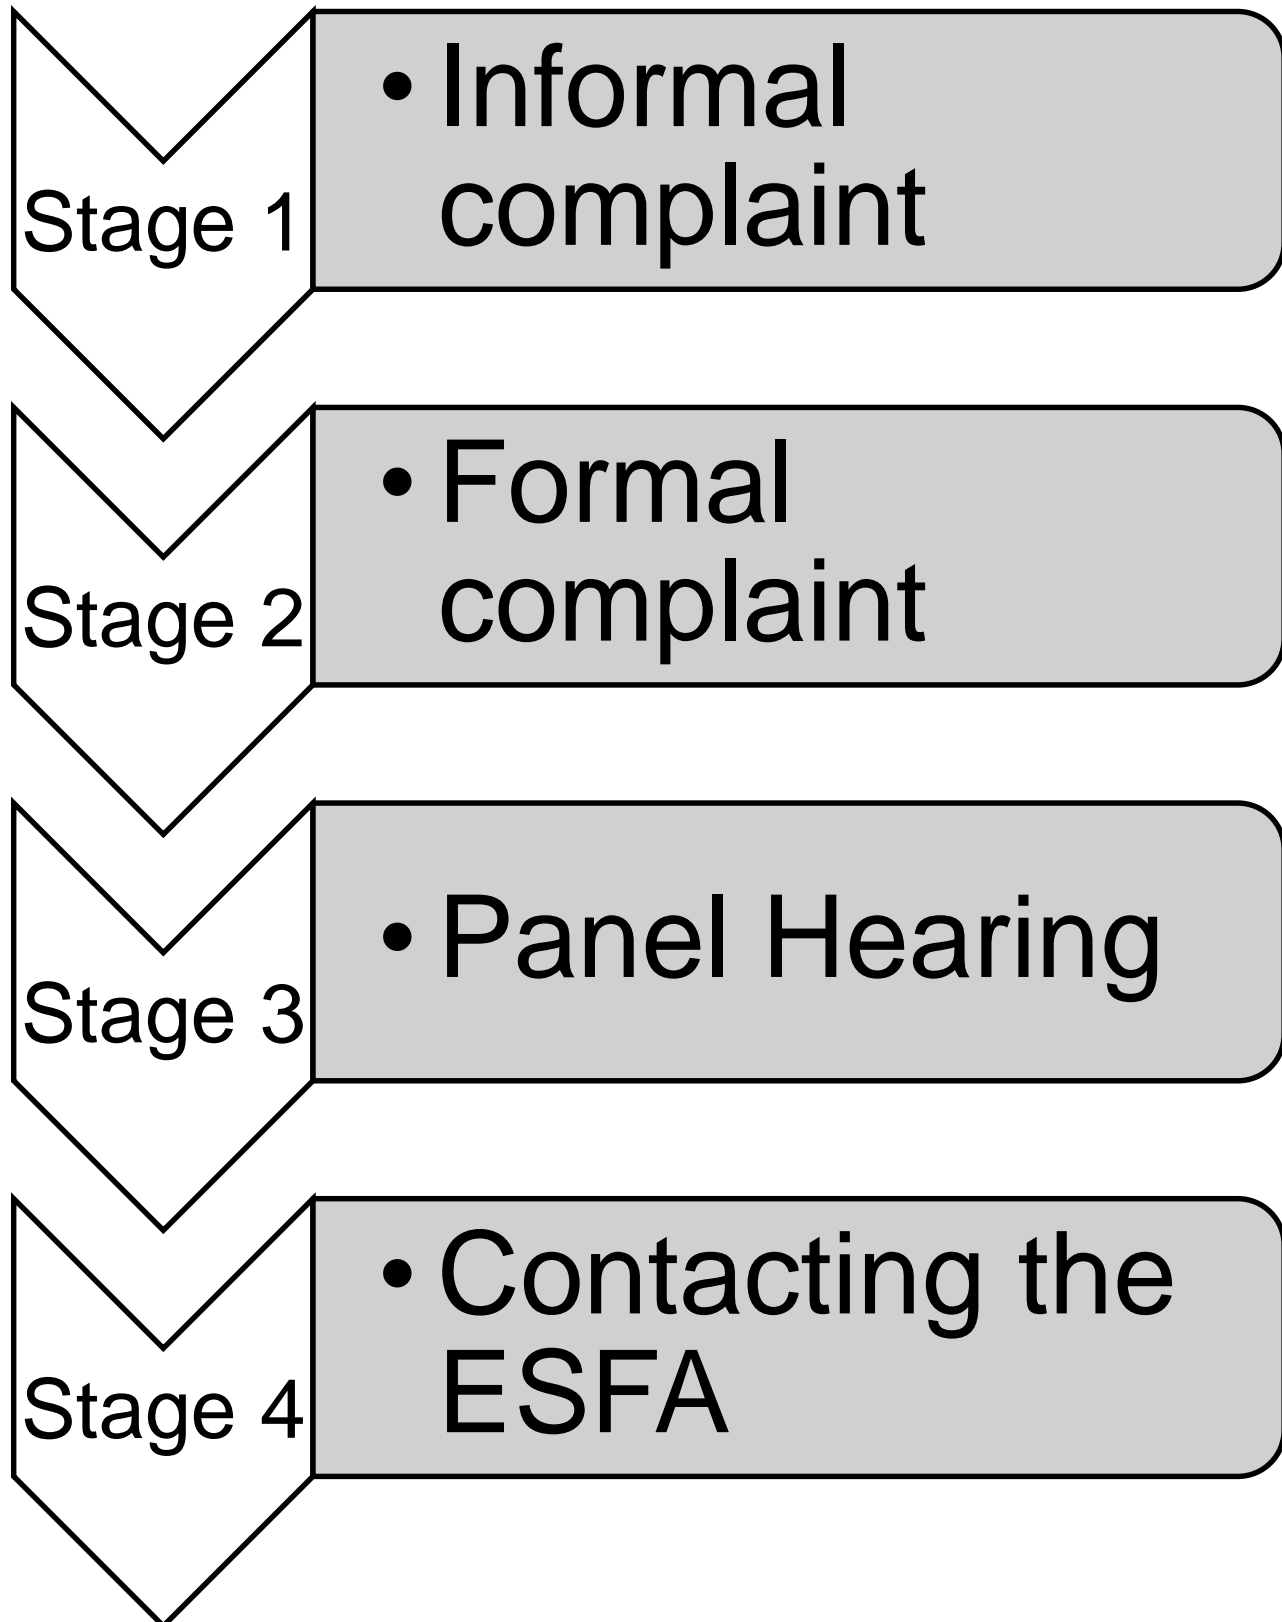 Stage 1
• Informal
complaint
Stage 2
• Formal
complaint
Stage 3
• Panel Hearing
Stage 4
• Contacting the
ESFA